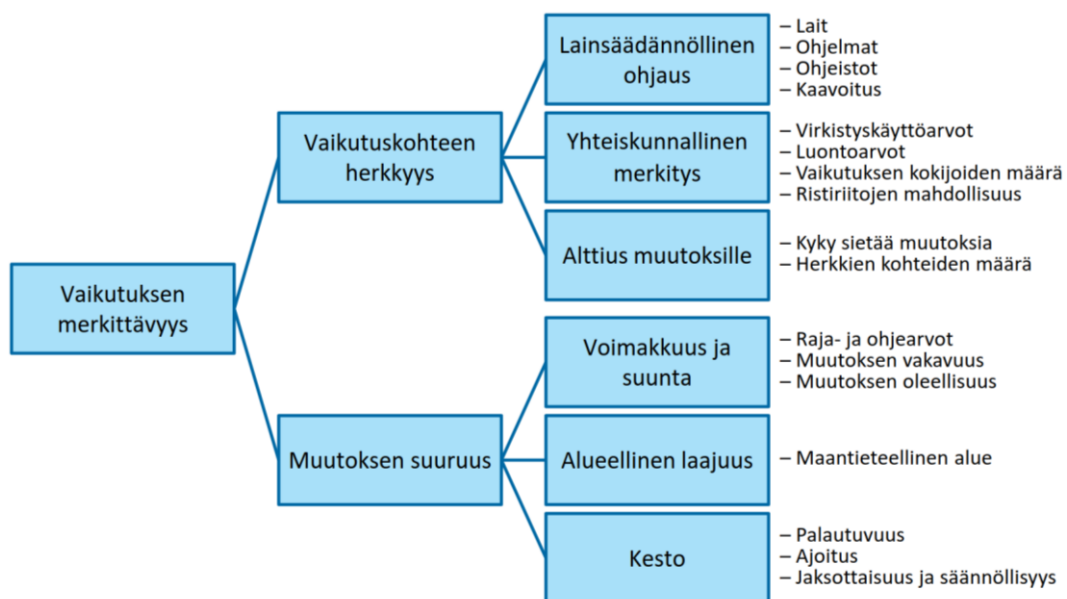 Vaikutuksen
merkittävyys
Vaikutuskohteen
herkkyys
Lainsäädännöllinen
ohjaus
– Lait
– Ohjelmat
– Ohjeistot
– Kaavoitus
Yhteiskunnallinen
merkitys
– Virkistyskäyttöarvot
– Luontoarvot
– Vaikutuksen kokijoiden määrä
– Ristiriitojen mahdollisuus
Alttius muutoksille
– Kyky sietää muutoksia
– Herkkien kohteiden määrä
Muutoksen suuruus
Voimakkuus ja
suunta
– Raja- ja ohjearvot
– Muutoksen vakavuus
– Muutoksen oleellisuus
Alueellinen laajuus
– Maantieteellinen alue
Kesto
– Palautuvuus
– Ajoitus
– Jaksottaisuus ja säännöllisyys